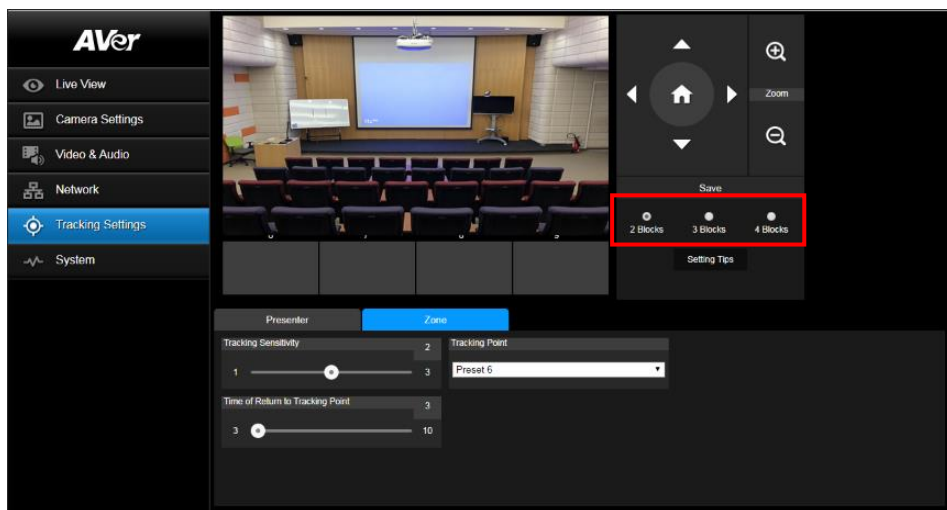 AVer
Live View
Camera Settings
Video & Audio
Network
Tracking Settings
System
Zoom
Save
2 Blocks
3 Blocks
4 Blocks
Setting Tips
Presenter
Zone
Tracking Sensitivity
2
1
3
Tracking Point
Preset 6
Time of Return to Tracking Point
3
3
10